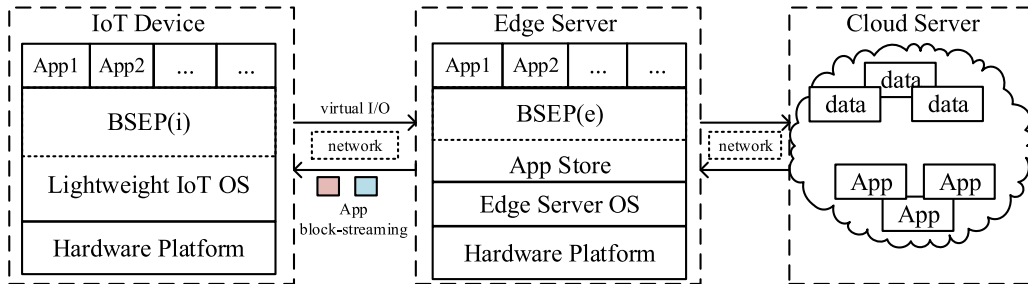 IoT Device
App1 App2 ... ...
BSEP(i)
Lightweight IoT OS
Hardware Platform
virtual I/O
network
App
block-streaming
Edge Server
App1 App2 ... ...
BSEP(e)
App Store
Edge Server OS
Hardware Platform
network
Cloud Server
data
data data
App App
App